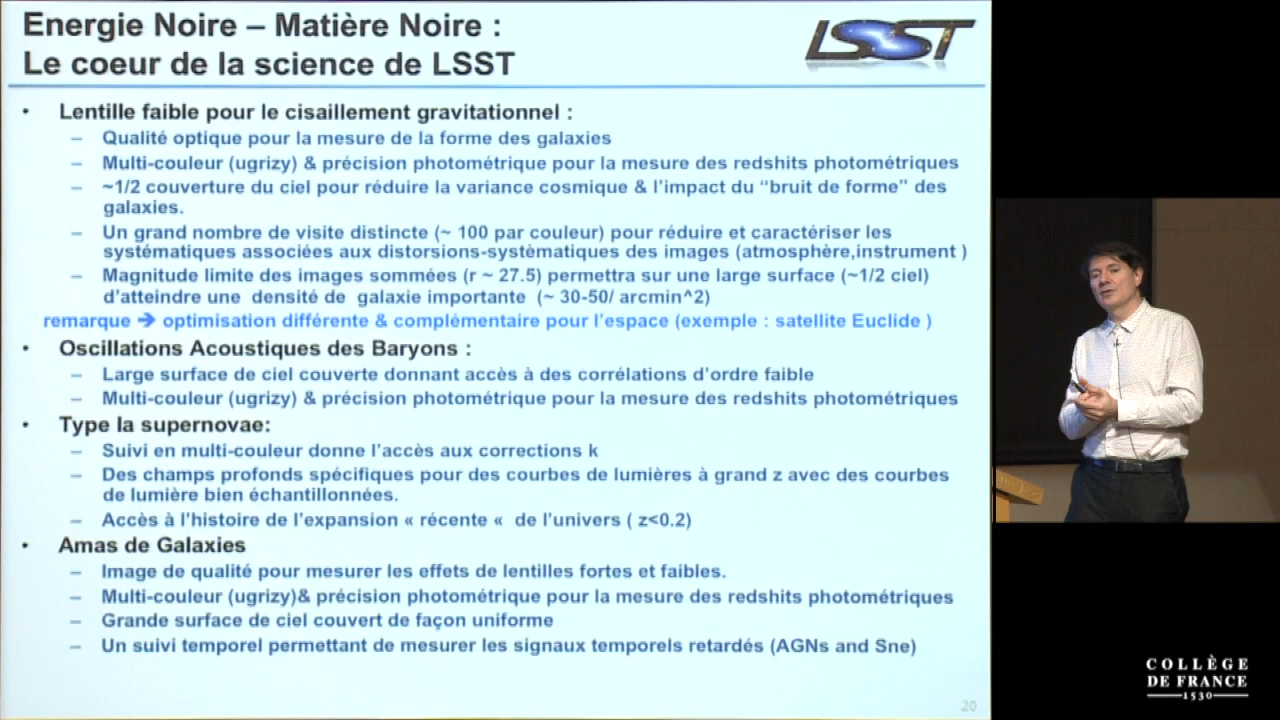 Energie Noire – Matière Noire :
Le coeur de la science de LSST
LSST
• Lentille faible pour le cisaillement gravitationnel :
– Qualité optique pour la mesure de la forme des galaxies
– Multi-couleur (ugrizy) & précision photométrique pour la mesure des redshits photométriques
– ~1/2 couverture du ciel pour réduire la variance cosmique & l'impact du “bruit de forme” des
galaxies.
– Un grand nombre de visite distincte (~ 100 par couleur) pour réduire et caractériser les
systématiques associées aux distorsions-systèmatiques des images (atmosphère,instrument )
– Magnitude limite des images sommées (r ~ 27.5) permettra sur une large surface (~1/2 ciel)
d'atteindre une densité de galaxie importante (~ 30-50/ arcmin^2)
remarque ➔ optimisation différente & complémentaire pour l'espace (exemple : satellite Euclide )
• Oscillations Acoustiques des Baryons :
– Large surface de ciel couverte donnant accès à des corrélations d'ordre faible
– Multi-couleur (ugrizy) & précision photométrique pour la mesure des redshits photométriques
• Type Ia supernovae:
– Suivi en multi-couleur donne l'accès aux corrections k
– Des champs profonds spécifiques pour des courbes de lumières à grand z avec des courbes
de lumière bien échantillonnées.
– Accès à l'histoire de l'expansion « récente « de l'univers ( z<0.2)
• Amas de Galaxies
– Image de qualité pour mesurer les effets de lentilles fortes et faibles.
– Multi-couleur (ugrizy)& précision photométrique pour la mesure des redshits photométriques
– Grande surface de ciel couvert de façon uniforme
– Un suivi temporel permettant de mesurer les signaux temporels retardés (AGNs and Sne)
20
COLLÈGE
DE FRANCE
1530